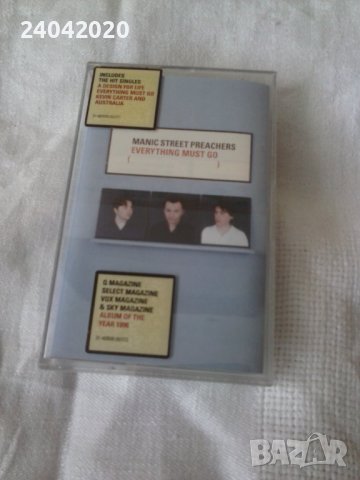 24042020
INCLUDES
THE HIT SINGLES
A DESIGN FOR LIFE
EVERYTHING MUST GO
KEVIN CARTER AND
AUSTRALIA
MANIC STREET PREACHERS
EVERYTHING MUST GO
[ ]
Q MAGAZINE
SELECT MAGAZINE
VOX MAGAZINE
& SKY MAGAZINE
ALBUM OF THE
YEAR 1996
BAZAR
bg